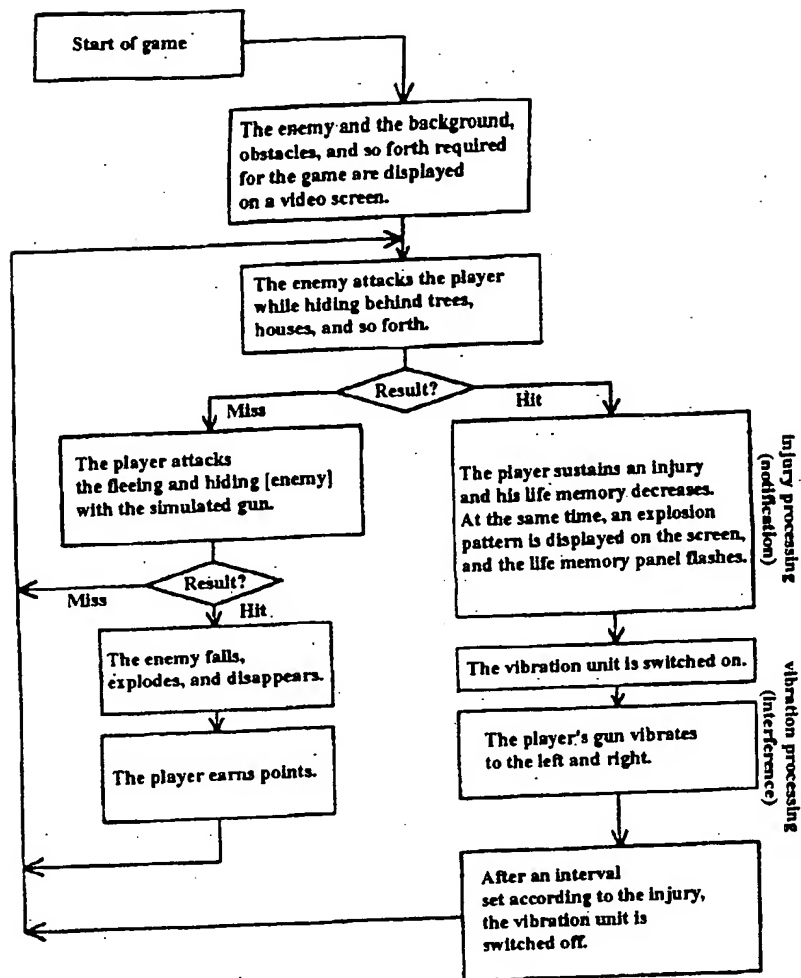 Start of game
The enemy and the background,
obstacles, and so forth required
for the game are displayed
on a video screen.
The enemy attacks the player
while hiding behind trees,
houses, and so forth.
Result?
Miss
Hit
The player attacks
the fleeing and hiding [enemy]
with the simulated gun.
Result?
Miss
Hit
The enemy falls,
explodes, and disappears.
The player earns points.
The player sustains an injury
and his life memory decreases.
At the same time, an explosion
pattern is displayed on the screen,
and the life memory panel flashes.
injury processing
(notification)
The vibration unit is switched on.
The player's gun vibrates
to the left and right.
vibration processing
(interference)
After an interval
set according to the injury,
the vibration unit is
switched off.